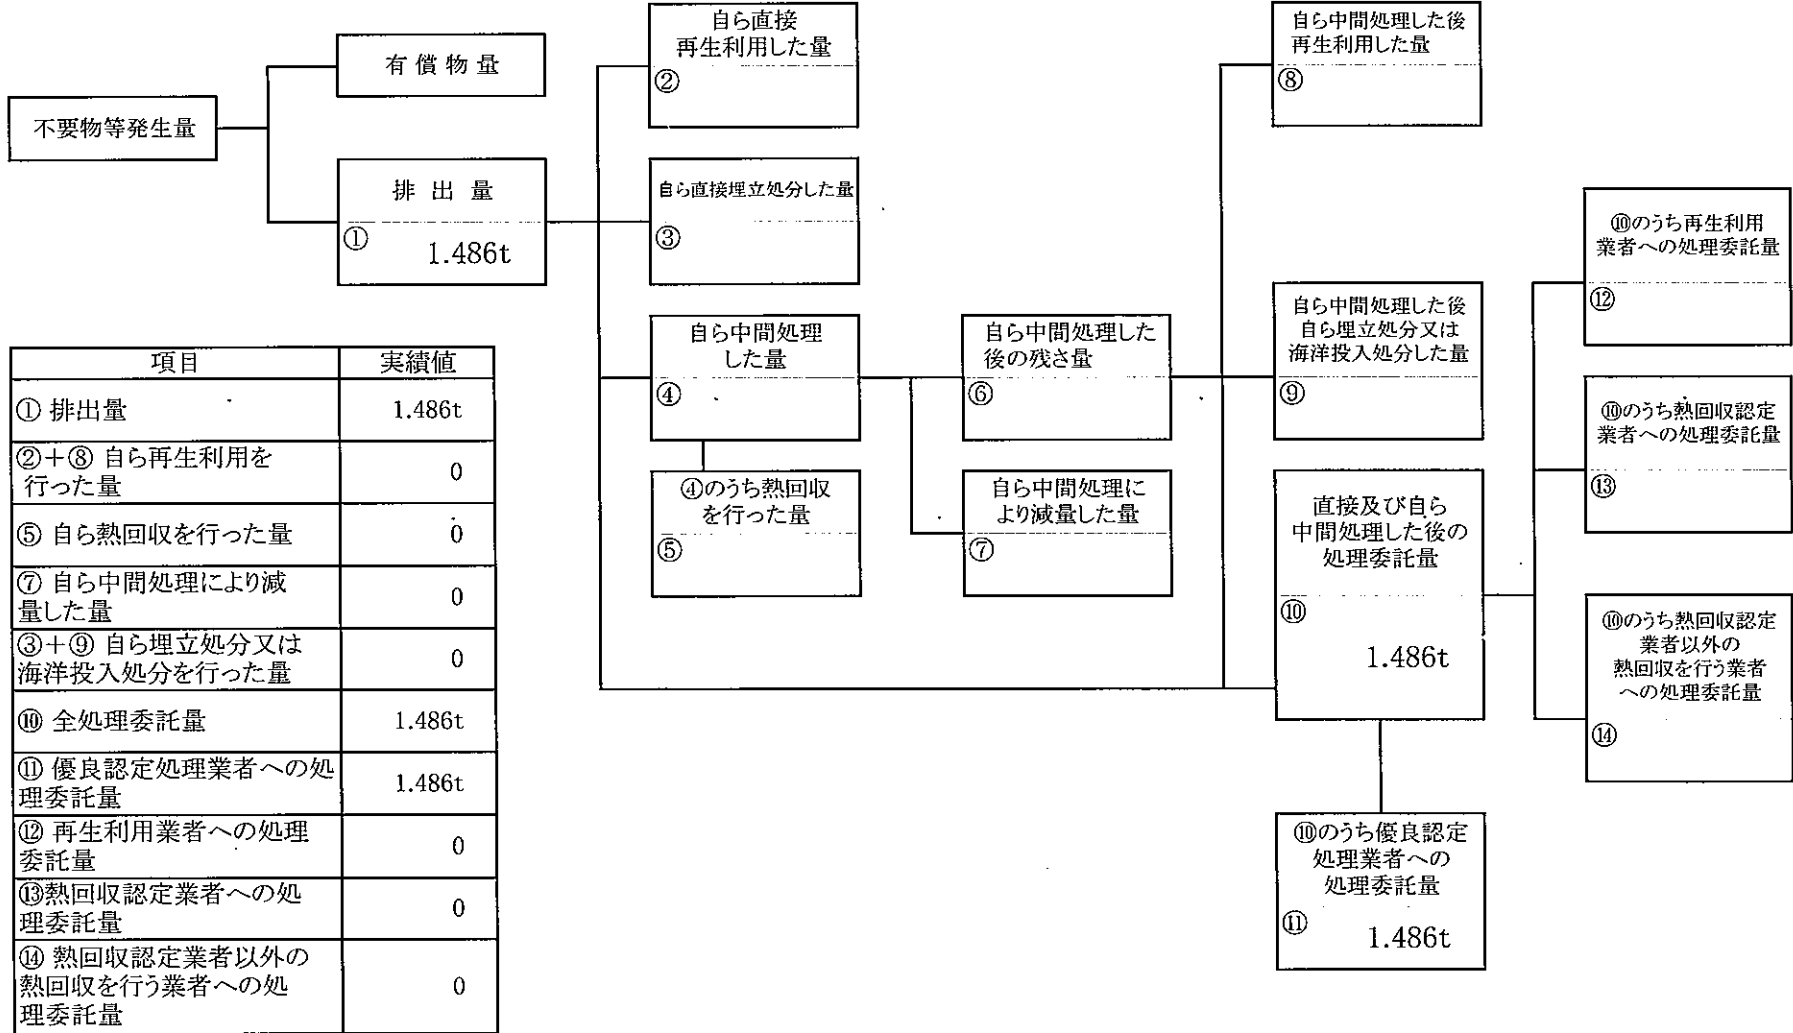 不要物等発生量
有償物量
排出量
①
1.486t
自ら直接
再生利用した量
②
自ら直接埋立処分した量
③
自ら中間処理
した量
④
④のうち熱回収
を行った量
⑤
自ら中間処理した
後の残さ量
⑥
自ら中間処理に
より減量した量
⑦
自ら中間処理した後
再生利用した量
⑧
自ら中間処理した後
自ら埋立処分又は
海洋投入処分した量
⑨
直接及び自ら
中間処理した後の
処理委託量
⑩
1.486t
⑩のうち優良認定
処理業者への
処理委託量
⑪
1.486t
⑩のうち再生利用
業者への処理委託量
⑫
⑩のうち熱回収認定
業者への処理委託量
⑬
⑩のうち熱回収認定
業者以外の
熱回収を行う業者
への処理委託量
⑭
項目 実績値
① 排出量 1.486t
②+⑧ 自ら再生利用を
行った量 0
⑤ 自ら熱回収を行った量 0
⑦ 自ら中間処理により減
量した量 0
③+⑨ 自ら埋立処分又は
海洋投入処分を行った量 0
⑩ 全処理委託量 1.486t
⑪ 優良認定処理業者への処
理委託量 1.486t
⑫ 再生利用業者への処理
委託量 0
⑬熱回収認定業者への処
理委託量 0
⑭ 熱回収認定業者以外の
熱回収を行う業者への処
理委託量 0